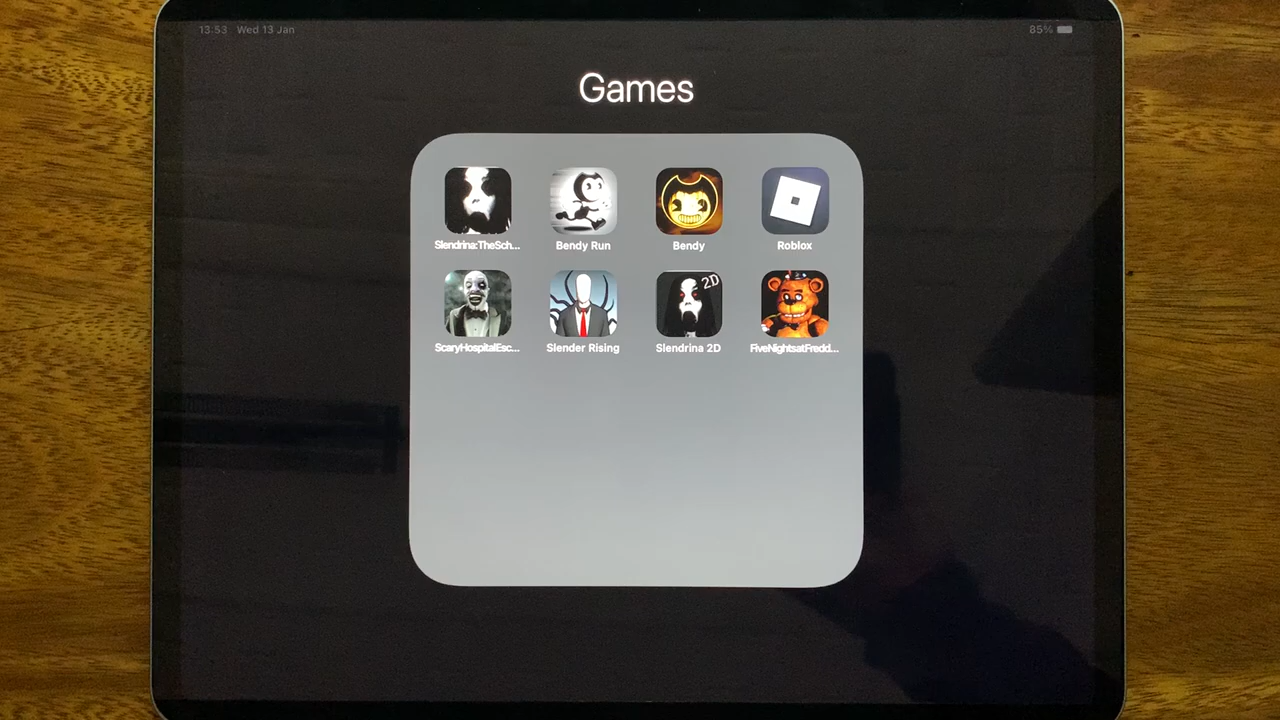 13:53 Wed 13 Jan
85%
Games
Slendrina:TheSch...
Bendy Run
Bendy
Roblox
2D
ScaryHospitalEsc...
Slender Rising
Slendrina 2D
FiveNightsatFredd...